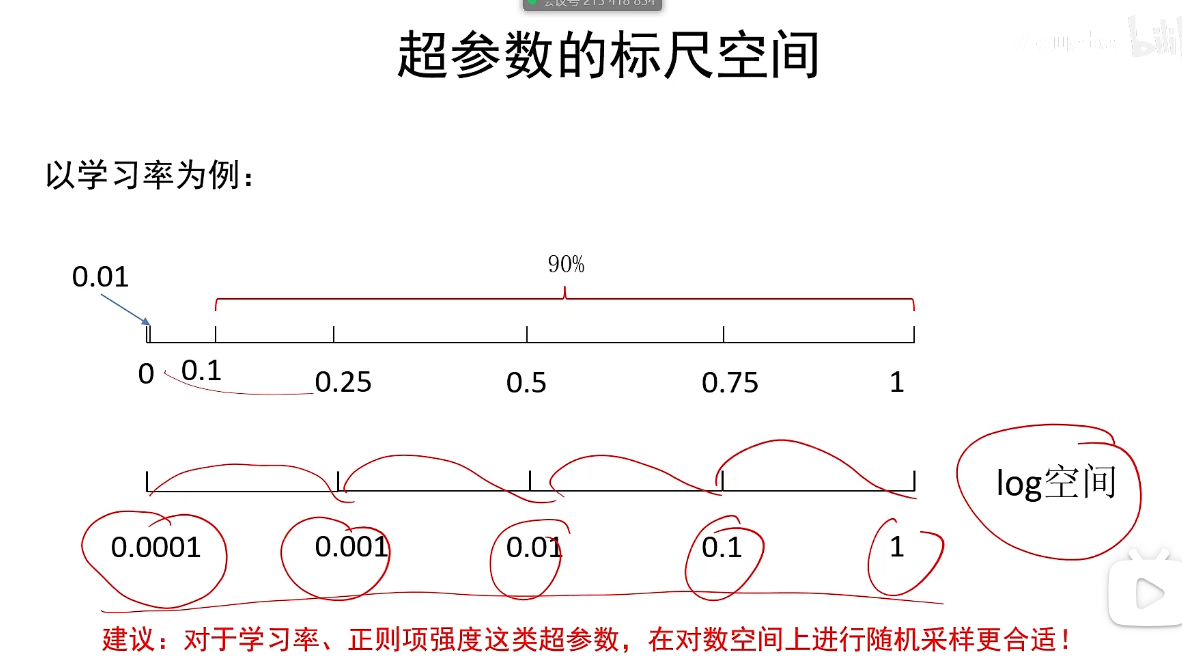 超参数的标尺空间
以学习率为例：
90%
0.01
0 0.1 0.25 0.5 0.75 1
log空间
0.0001 0.001 0.01 0.1 1
建议：对于学习率、正则项强度这类超参数，在对数空间上进行随机采样更合适！